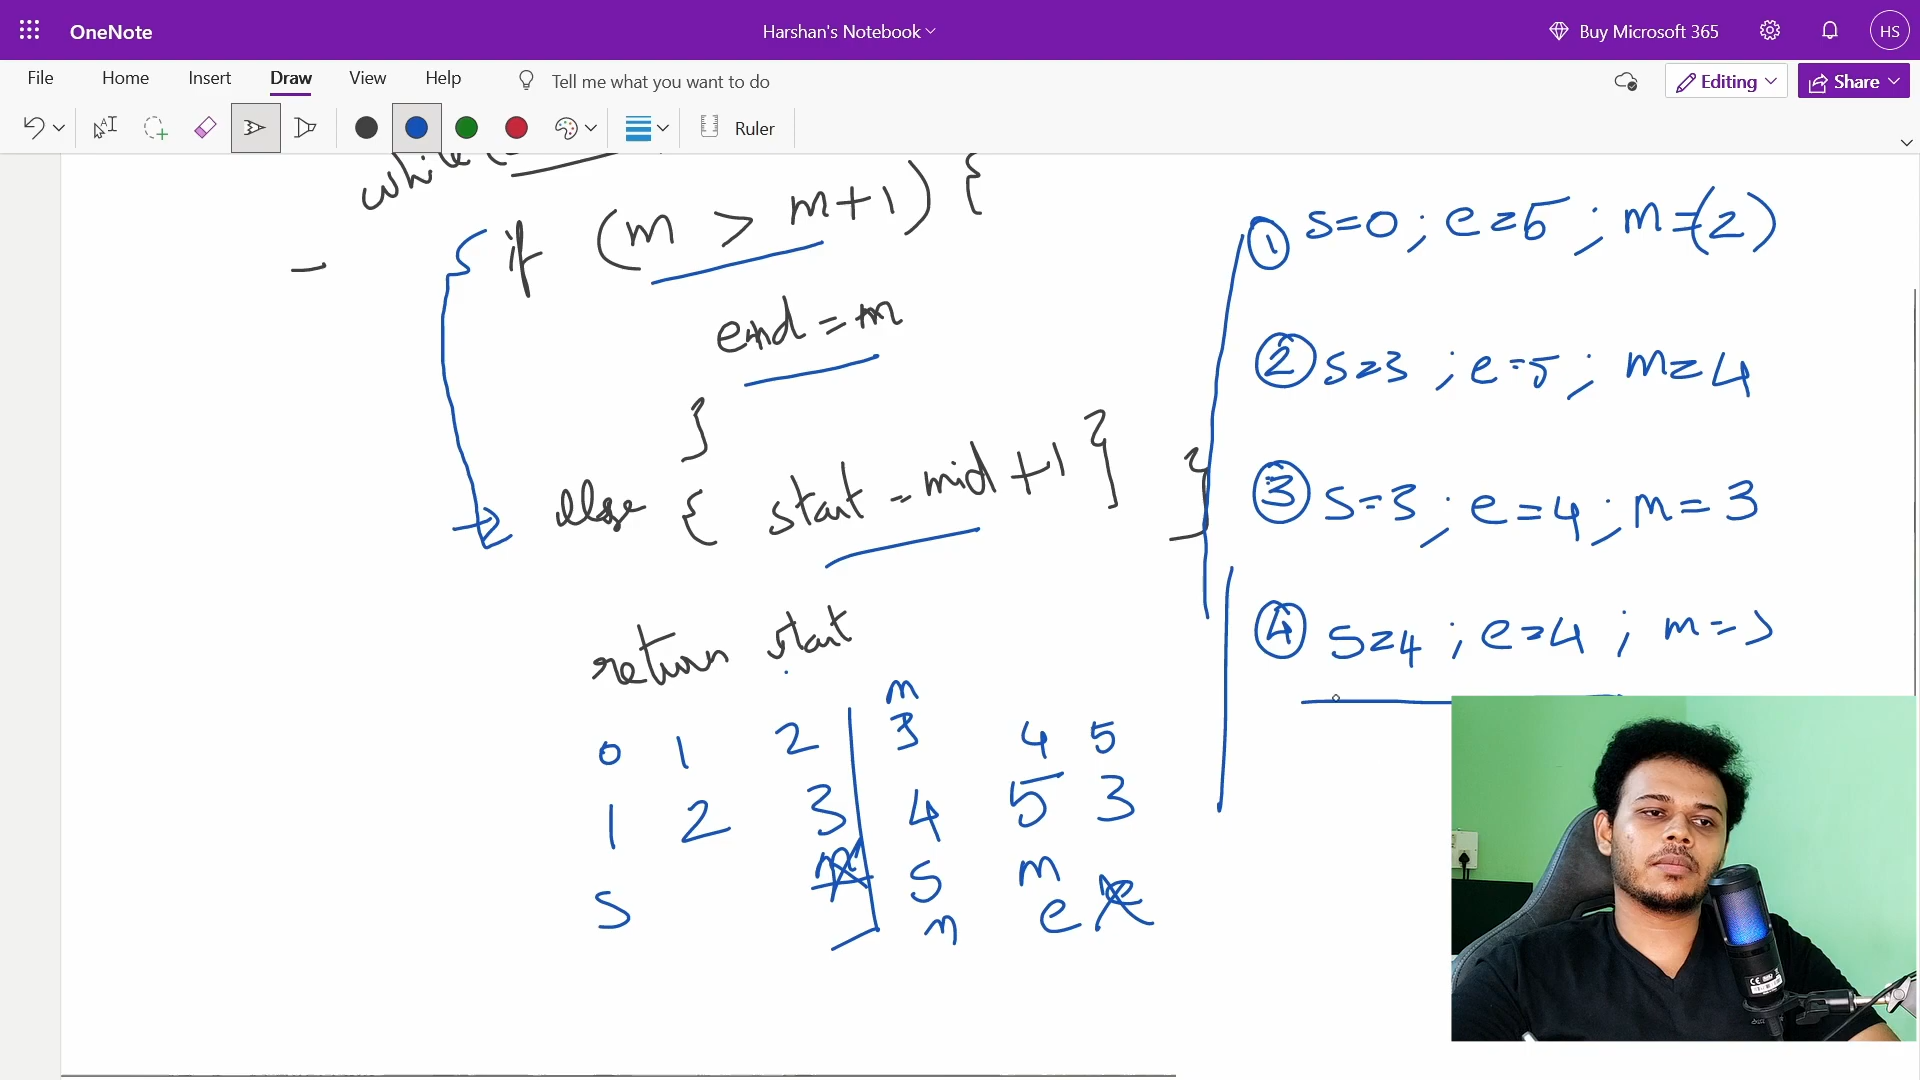 OneNote
Harshan's Notebook
Buy Microsoft 365
HS
File Home Insert Draw View Help Tell me what you want to do
Editing
Share
Ruler
while (
if (m > m+1) {
end = m
}
else { start = mid + 1 } }
return start
m
0 1 2 3 4 5
1 2 3 4 5 3
s m e e
s m
① s=0 ; e=5 ; m=(2)
② s=3 ; e=5 ; m=4
③ s=3 ; e=4 ; m=3
④ s=4 ; e=4 ; m=